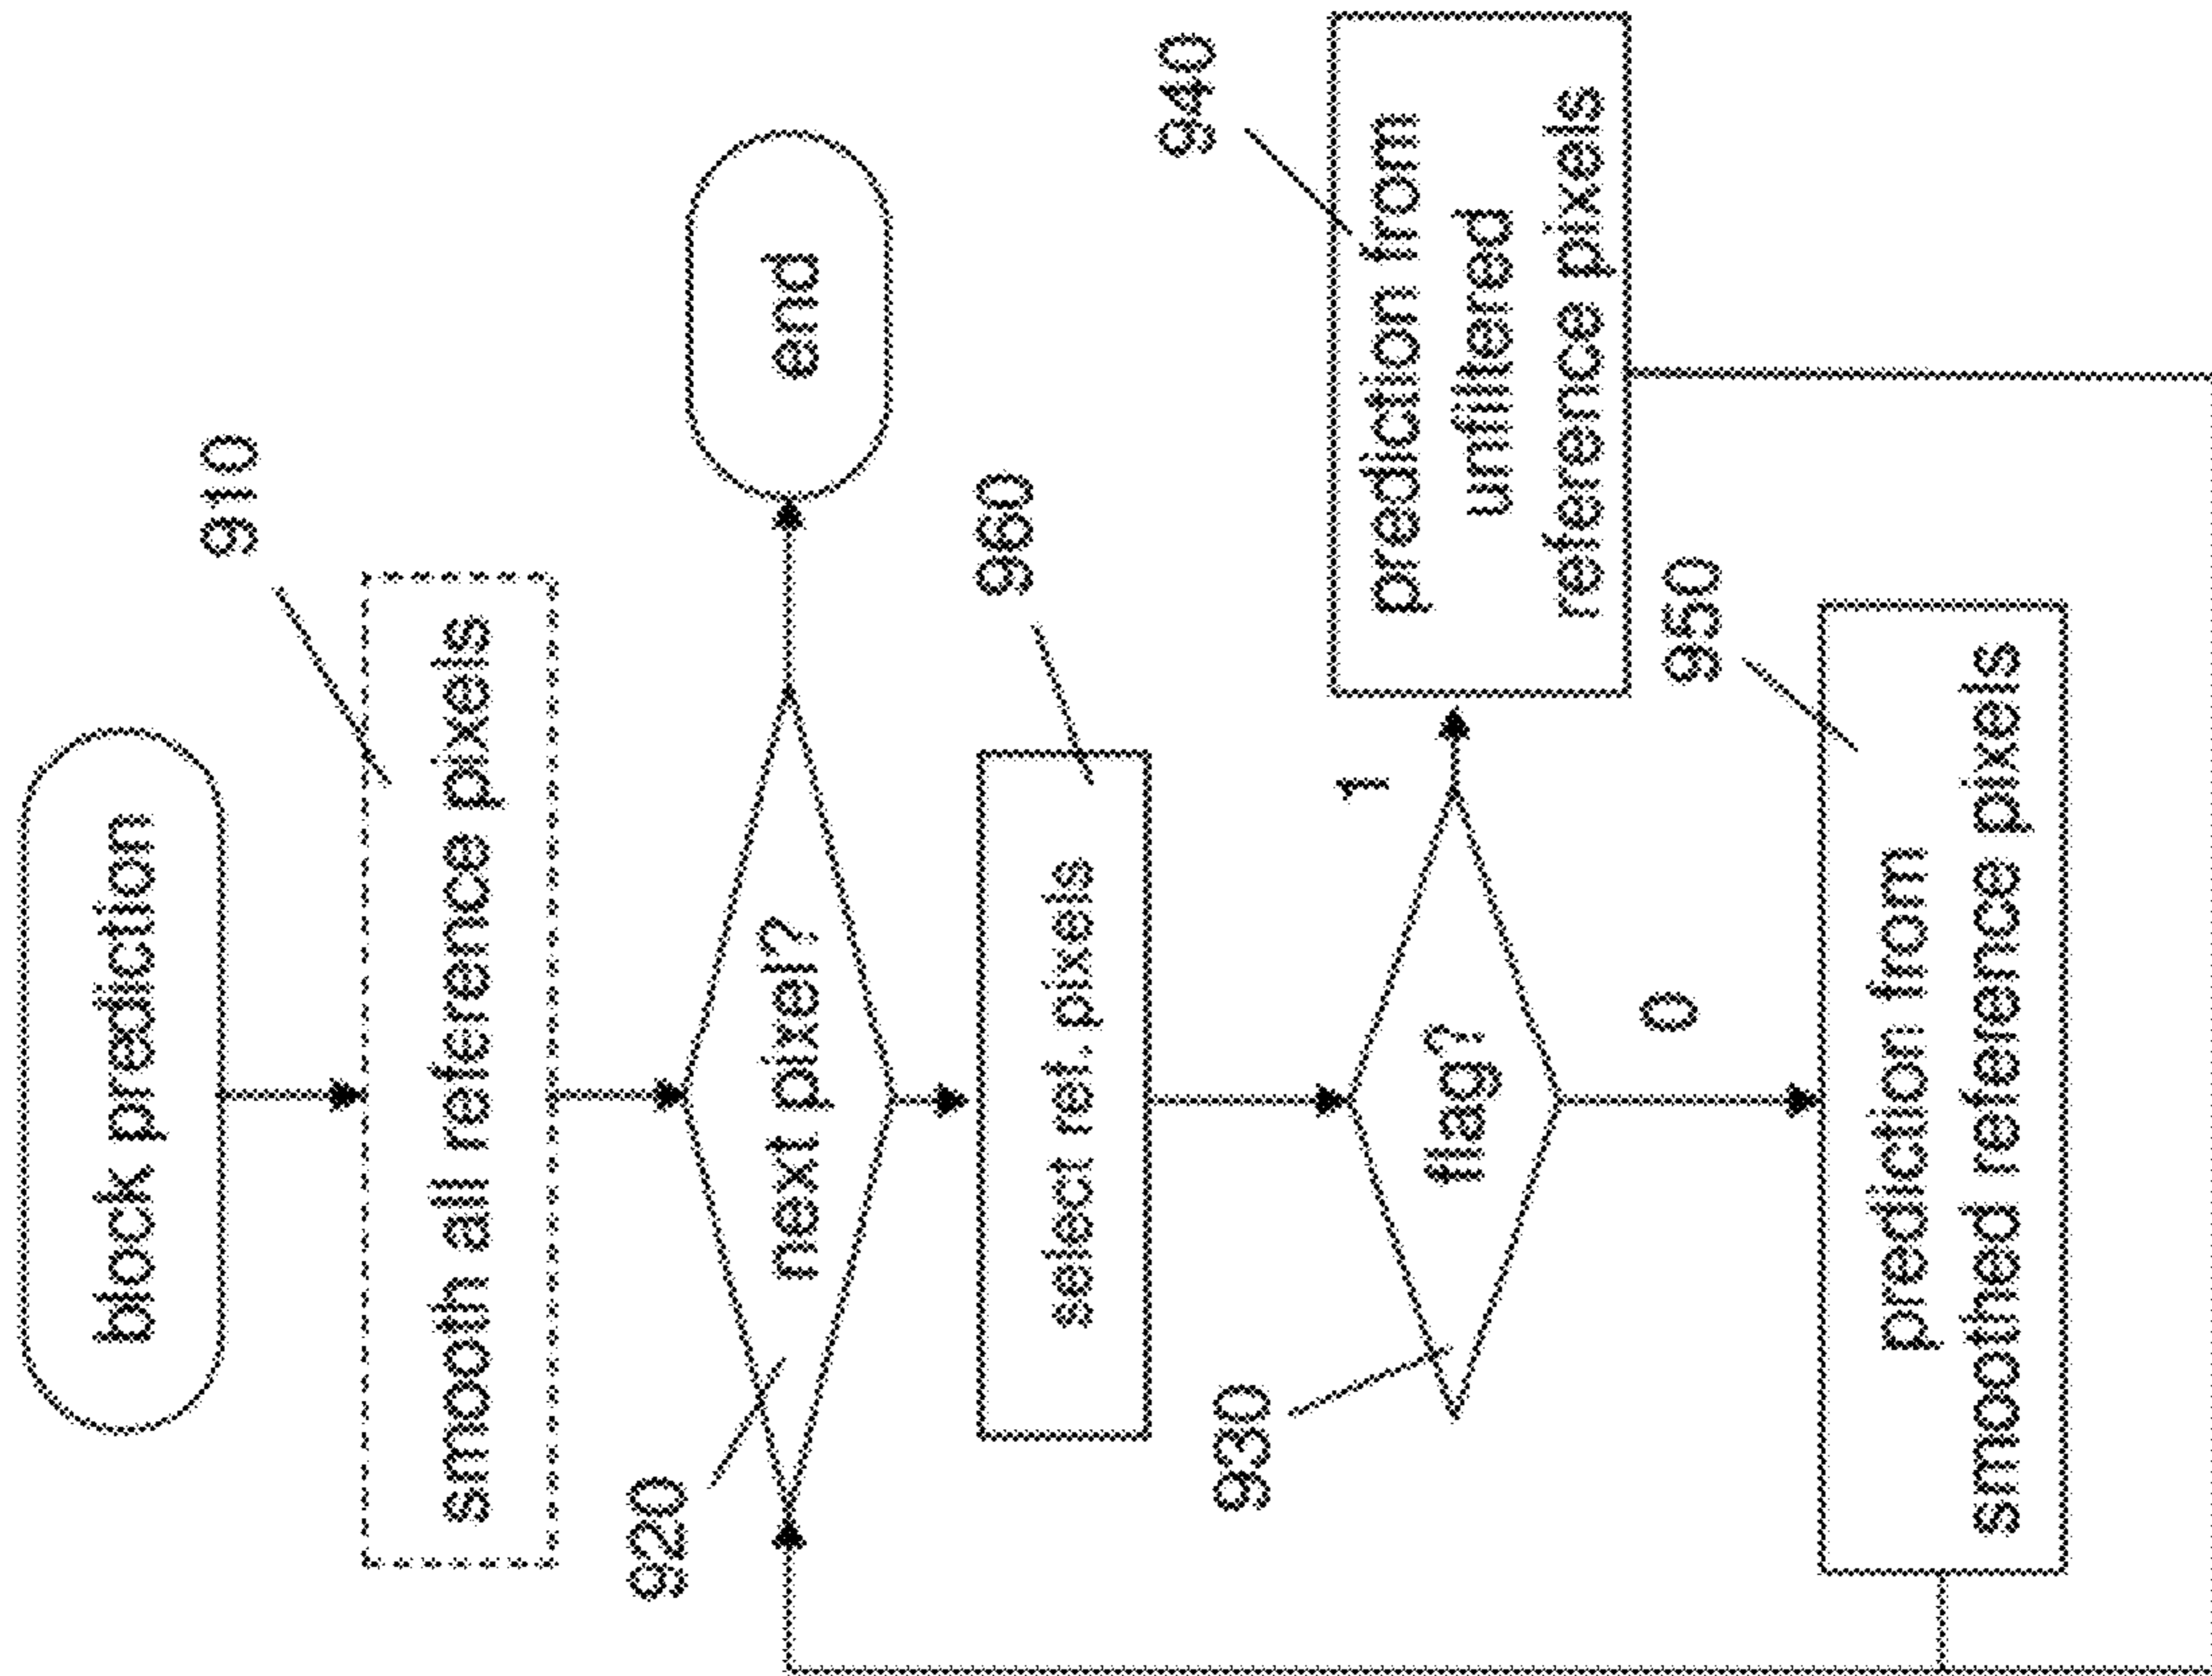 block prediction
910
smooth all reference pixels
920
next pixel?
end
960
select ref. pixels
930
flag?
1
940
prediction from
unfiltered
reference pixels
0
950
prediction from
smoothed reference pixels